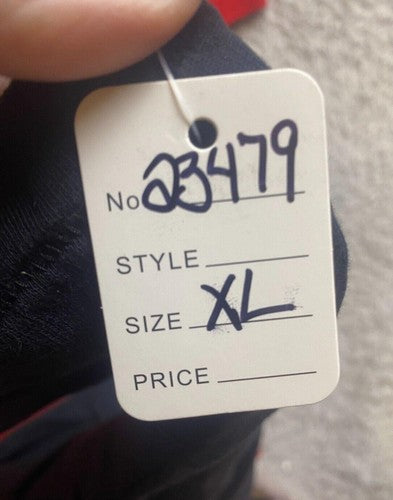 No 23479
STYLE
SIZE XL
PRICE